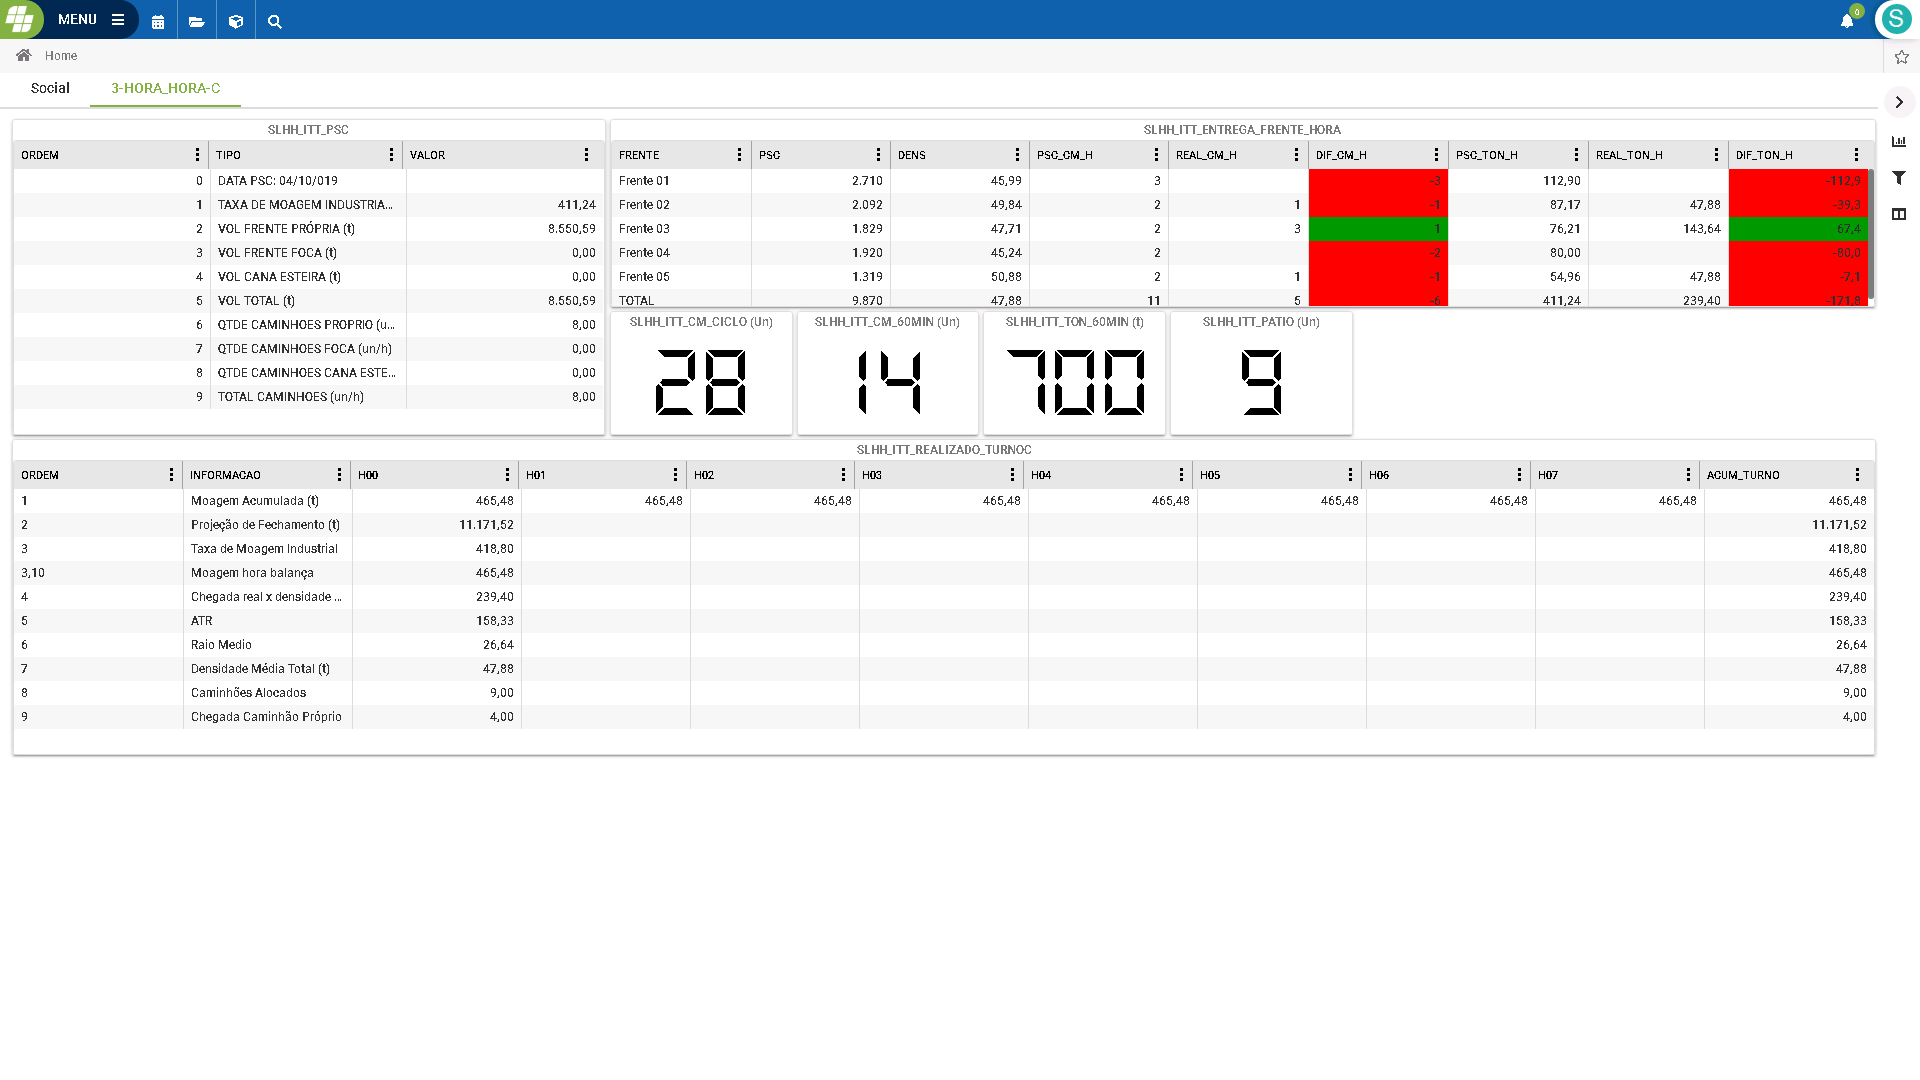 MENU
0
S
Home
Social
3-HORA_HORA-C
SLHH_ITT_PSC
ORDEM TIPO VALOR
0 DATA PSC: 04/10/019
1 TAXA DE MOAGEM INDUSTRIA... 411,24
2 VOL FRENTE PRÓPRIA (t) 8.550,59
3 VOL FRENTE FOCA (t) 0,00
4 VOL CANA ESTEIRA (t) 0,00
5 VOL TOTAL (t) 8.550,59
6 QTDE CAMINHOES PROPRIO (u... 8,00
7 QTDE CAMINHOES FOCA (un/h) 0,00
8 QTDE CAMINHOES CANA ESTE... 0,00
9 TOTAL CAMINHOES (un/h) 8,00
SLHH_ITT_ENTREGA_FRENTE_HORA
FRENTE PSC DENS PSC_CM_H REAL_CM_H DIF_CM_H PSC_TON_H REAL_TON_H DIF_TON_H
Frente 01 2.710 45,99 3 -3 112,90 -112,9
Frente 02 2.092 49,84 2 1 -1 87,17 47,88 -39,3
Frente 03 1.829 47,71 2 3 1 76,21 143,64 67,4
Frente 04 1.920 45,24 2 -2 80,00 -80,0
Frente 05 1.319 50,88 2 1 -1 54,96 47,88 -7,1
TOTAL 9.870 47,88 11 5 -6 411,24 239,40 -171,8
SLHH_ITT_CM_CICLO (Un)
28
SLHH_ITT_CM_60MIN (Un)
14
SLHH_ITT_TON_60MIN (t)
700
SLHH_ITT_PATIO (Un)
9
SLHH_ITT_REALIZADO_TURNOC
ORDEM INFORMACAO H00 H01 H02 H03 H04 H05 H06 H07 ACUM_TURNO
1 Moagem Acumulada (t) 465,48 465,48 465,48 465,48 465,48 465,48 465,48 465,48 465,48
2 Projeção de Fechamento (t) 11.171,52 11.171,52
3 Taxa de Moagem Industrial 418,80 418,80
3,10 Moagem hora balança 465,48 465,48
4 Chegada real x densidade ... 239,40 239,40
5 ATR 158,33 158,33
6 Raio Medio 26,64 26,64
7 Densidade Média Total (t) 47,88 47,88
8 Caminhões Alocados 9,00 9,00
9 Chegada Caminhão Próprio 4,00 4,00